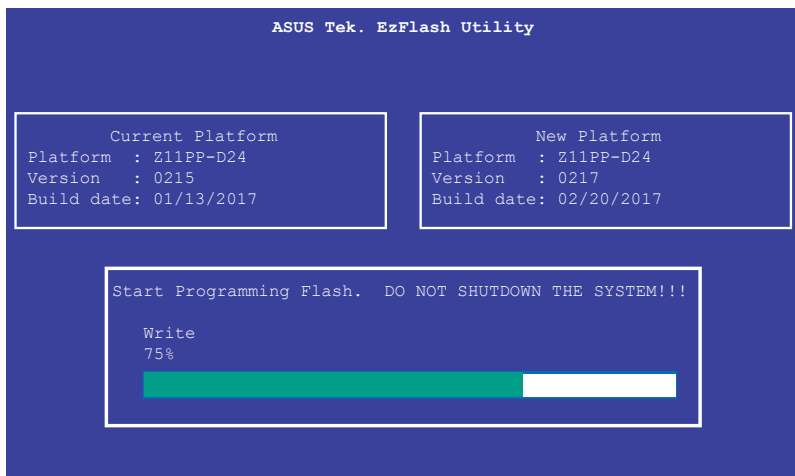 ASUS Tek. EzFlash Utility
Current Platform
Platform : Z11PP-D24
Version : 0215
Build date: 01/13/2017
New Platform
Platform : Z11PP-D24
Version : 0217
Build date: 02/20/2017
Start Programming Flash. DO NOT SHUTDOWN THE SYSTEM!!!
Write
75%